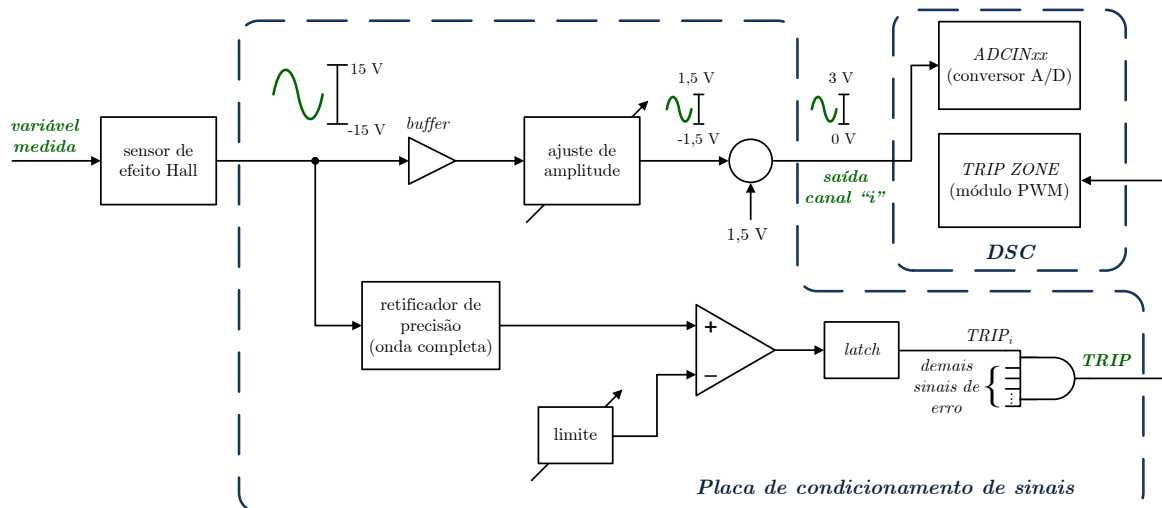 variável
medida
sensor de
efeito Hall
15 V
-15 V
buffer
ajuste de
amplitude
1,5 V
-1,5 V
1,5 V
3 V
0 V
saída
canal “i”
ADCINxx
(conversor A/D)
TRIP ZONE
(módulo PWM)
DSC
retificador de
precisão
(onda completa)
+
−
limite
latch
TRIPi
demais
sinais de
erro
TRIP
Placa de condicionamento de sinais